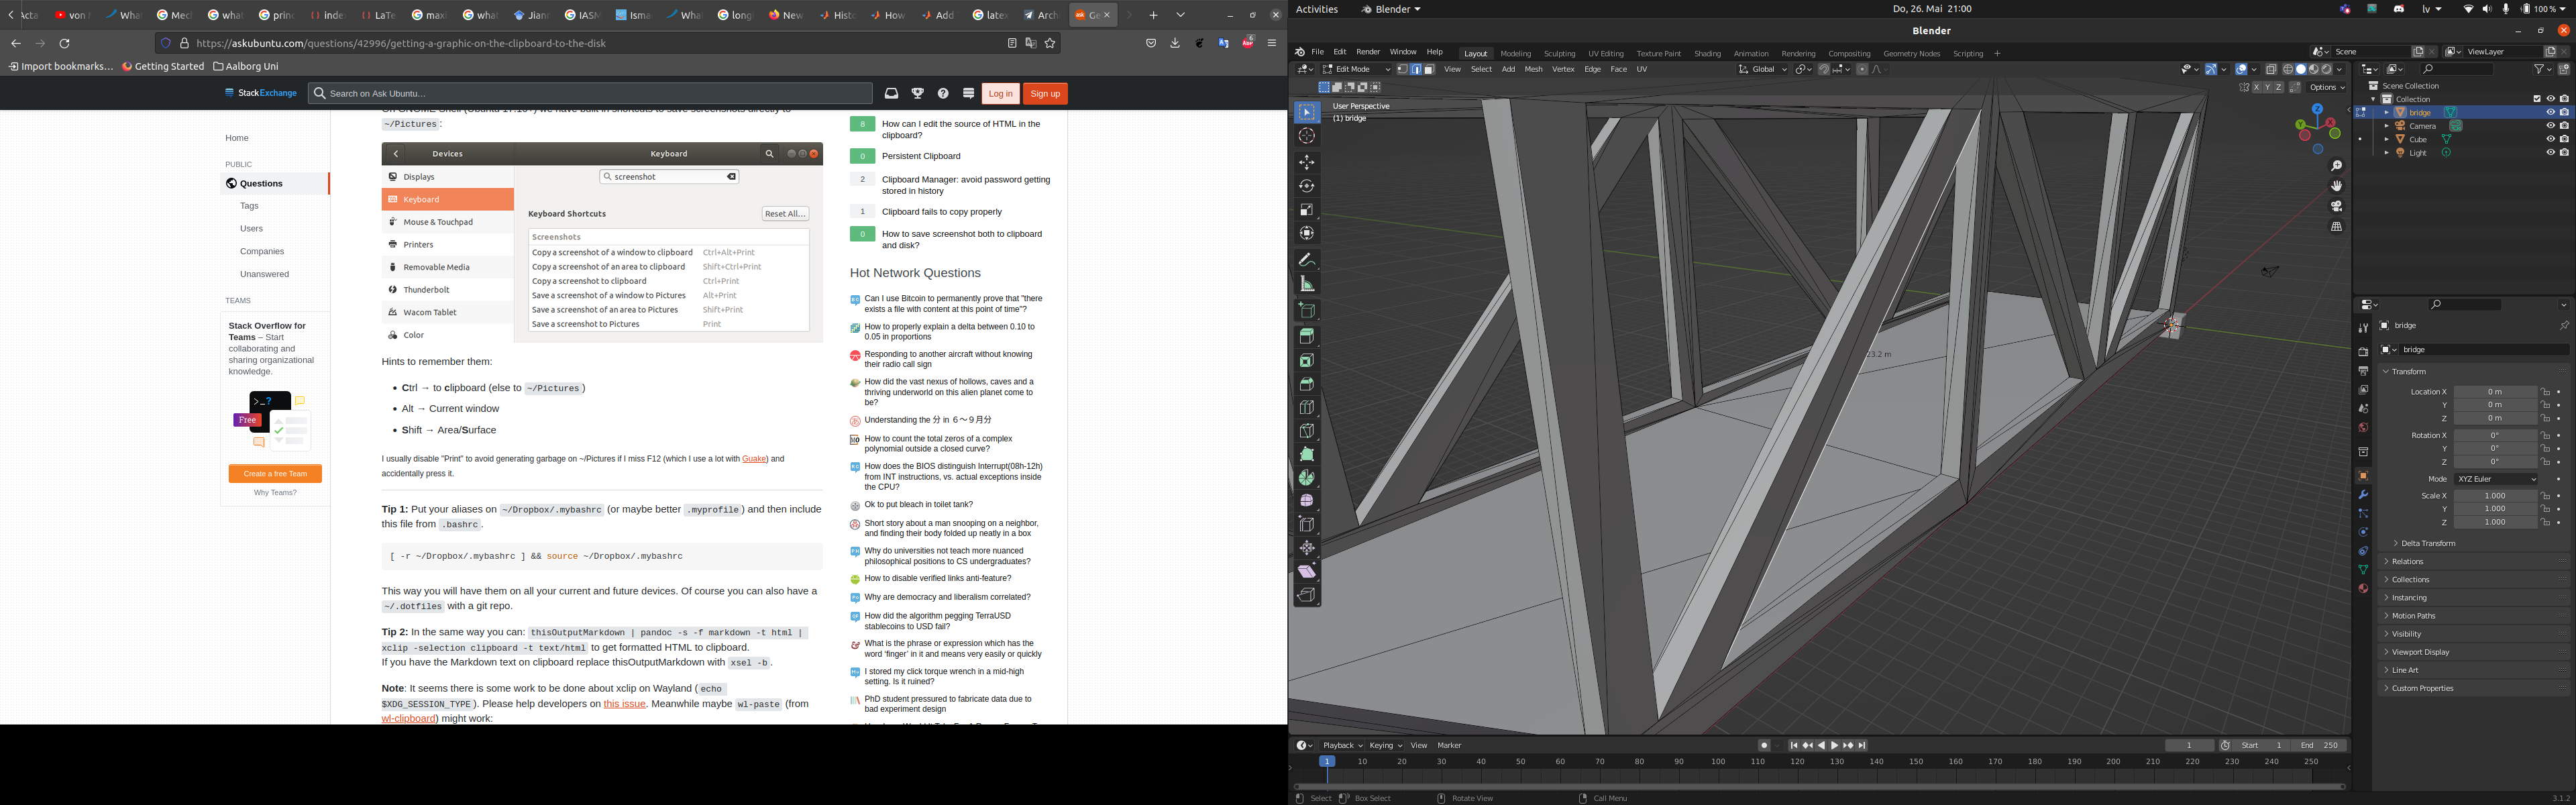 Acta
von
What
Mec
what
princ
inde
LaTe
maxi
what
Jiann
IASM
Isma
What
longi
New
Histo
How
Add
latex
Arch
Ge
https://askubuntu.com/questions/42996/getting-a-graphic-on-the-clipboard-to-the-disk
Import bookmarks...
Getting Started
Aalborg Uni
StackExchange
Search on Ask Ubuntu…
Log in
Sign up
Home
PUBLIC
Questions
Tags
Users
Companies
Unanswered
TEAMS
Stack Overflow for
Teams – Start
collaborating and
sharing organizational
knowledge.
>_?
Free
Create a free Team
Why Teams?
~/Pictures:
Devices
Keyboard
Displays
Keyboard
Mouse & Touchpad
Printers
Removable Media
Thunderbolt
Wacom Tablet
Color
screenshot
Keyboard Shortcuts
Reset All…
Screenshots
Copy a screenshot of a window to clipboard Ctrl+Alt+Print
Copy a screenshot of an area to clipboard Shift+Ctrl+Print
Copy a screenshot to clipboard Ctrl+Print
Save a screenshot of a window to Pictures Alt+Print
Save a screenshot of an area to Pictures Shift+Print
Save a screenshot to Pictures Print
Hints to remember them:
• Ctrl → to clipboard (else to ~/Pictures)
• Alt → Current window
• Shift → Area/Surface
I usually disable "Print" to avoid generating garbage on ~/Pictures if I miss F12 (which I use a lot with Guake) and
accidentally press it.
Tip 1: Put your aliases on ~/Dropbox/.mybashrc (or maybe better .myprofile) and then include
this file from .bashrc.
[ -r ~/Dropbox/.mybashrc ] && source ~/Dropbox/.mybashrc
This way you will have them on all your current and future devices. Of course you can also have a
~/.dotfiles with a git repo.
Tip 2: In the same way you can: thisOutputMarkdown | pandoc -s -f markdown -t html |
xclip -selection clipboard -t text/html to get formatted HTML to clipboard.
If you have the Markdown text on clipboard replace thisOutputMarkdown with xsel -b.
Note: It seems there is some work to be done about xclip on Wayland (echo
$XDG_SESSION_TYPE). Please help developers on this issue. Meanwhile maybe wl-paste (from
wl-clipboard) might work:
8 How can I edit the source of HTML in the
clipboard?
0 Persistent Clipboard
2 Clipboard Manager: avoid password getting
stored in history
1 Clipboard fails to copy properly
0 How to save screenshot both to clipboard
and disk?
Hot Network Questions
Can I use Bitcoin to permanently prove that "there
exists a file with content at this point of time"?
How to properly explain a delta between 0.10 to
0.05 in proportions
Responding to another aircraft without knowing
their radio call sign
How did the vast nexus of hollows, caves and a
thriving underworld on this alien planet come to
be?
Understanding the 分 in ６〜９月分
How to count the total zeros of a complex
polynomial outside a closed curve?
How does the BIOS distinguish Interrupt(08h-12h)
from INT instructions, vs. actual exceptions inside
the CPU?
Ok to put bleach in toilet tank?
Short story about a man snooping on a neighbor,
and finding their body folded up neatly in a box
Why do universities not teach more nuanced
philosophical positions to CS undergraduates?
How to disable verified links anti-feature?
Why are democracy and liberalism correlated?
How did the algorithm pegging TerraUSD
stablecoins to USD fail?
What is the phrase or expression which has the
word ‘finger’ in it and means very easily or quickly
I stored my click torque wrench in a mid-high
setting. Is it ruined?
PhD student pressured to fabricate data due to
bad experiment design
Activities
Blender
Do, 26. Mai 21:00
lv
100 %
Blender
File Edit Render Window Help
Layout Modeling Sculpting UV Editing Texture Paint Shading Animation Rendering Compositing Geometry Nodes Scripting +
Scene
ViewLayer
Edit Mode
View Select Add Mesh Vertex Edge Face UV
Global
X Y Z
Options
User Perspective
(1) bridge
23.2 m
Z
Y
X
Scene Collection
Collection
bridge
Camera
Cube
Light
bridge
bridge
Transform
Location X 0 m
Y 0 m
Z 0 m
Rotation X 0°
Y 0°
Z 0°
Mode XYZ Euler
Scale X 1.000
Y 1.000
Z 1.000
Delta Transform
Relations
Collections
Instancing
Motion Paths
Visibility
Viewport Display
Line Art
Custom Properties
Playback Keying View Marker
1
Start 1
End 250
1 10 20 30 40 50 60 70 80 90 100 110 120 130 140 150 160 170 180 190 200 210 220 230 240 250
Select
Box Select
Rotate View
Call Menu
3.1.2